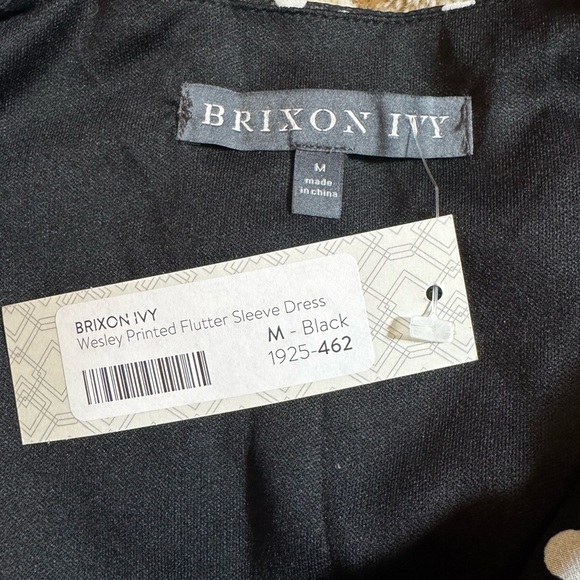 BRIXON IVY
M
made
in china
BRIXON IVY
Wesley Printed Flutter Sleeve Dress
M - Black
1925-462